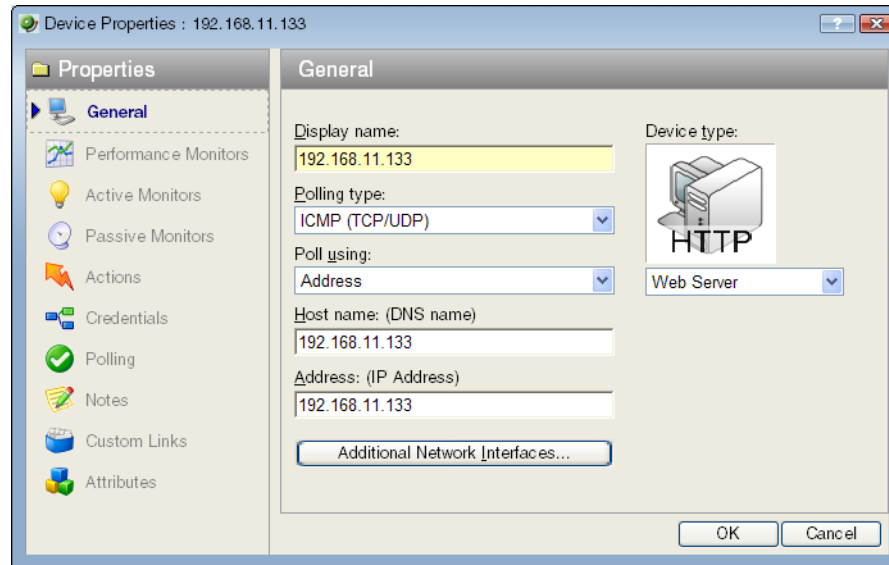 Device Properties : 192.168.11.133
Properties
General
Performance Monitors
Active Monitors
Passive Monitors
Actions
Credentials
Polling
Notes
Custom Links
Attributes
General
Display name:
192.168.11.133
Polling type:
ICMP (TCP/UDP)
Poll using:
Address
Host name: (DNS name)
192.168.11.133
Address: (IP Address)
192.168.11.133
Additional Network Interfaces...
Device type:
HTTP
Web Server
OK
Cancel